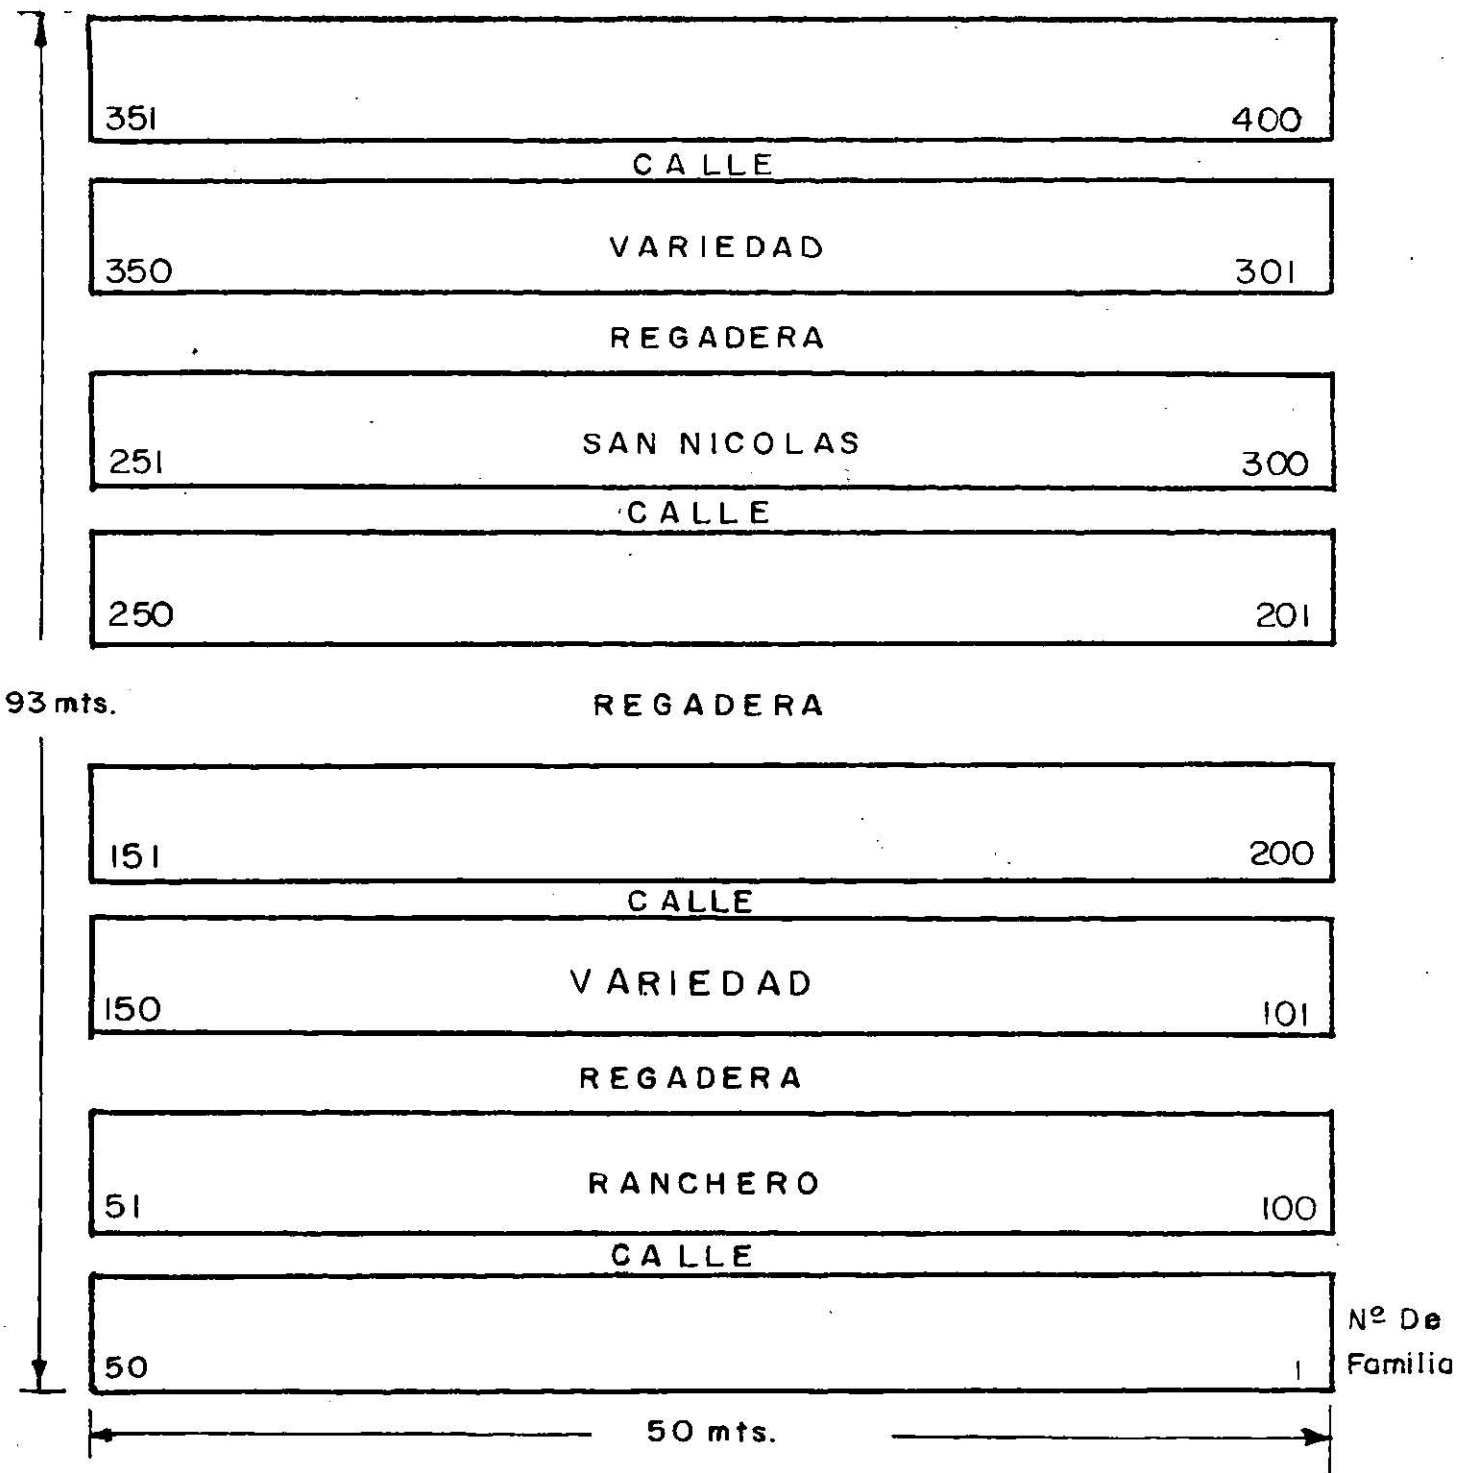 351 400
CALLE
VARIEDAD
350 301
REGADERA
SAN NICOLAS
251 300
CALLE
250 201
93 mts. REGADERA
151 200
CALLE
VARIEDAD
150 101
REGADERA
RANCHERO
51 100
CALLE
Nº De
Familia
50 1
50 mts.